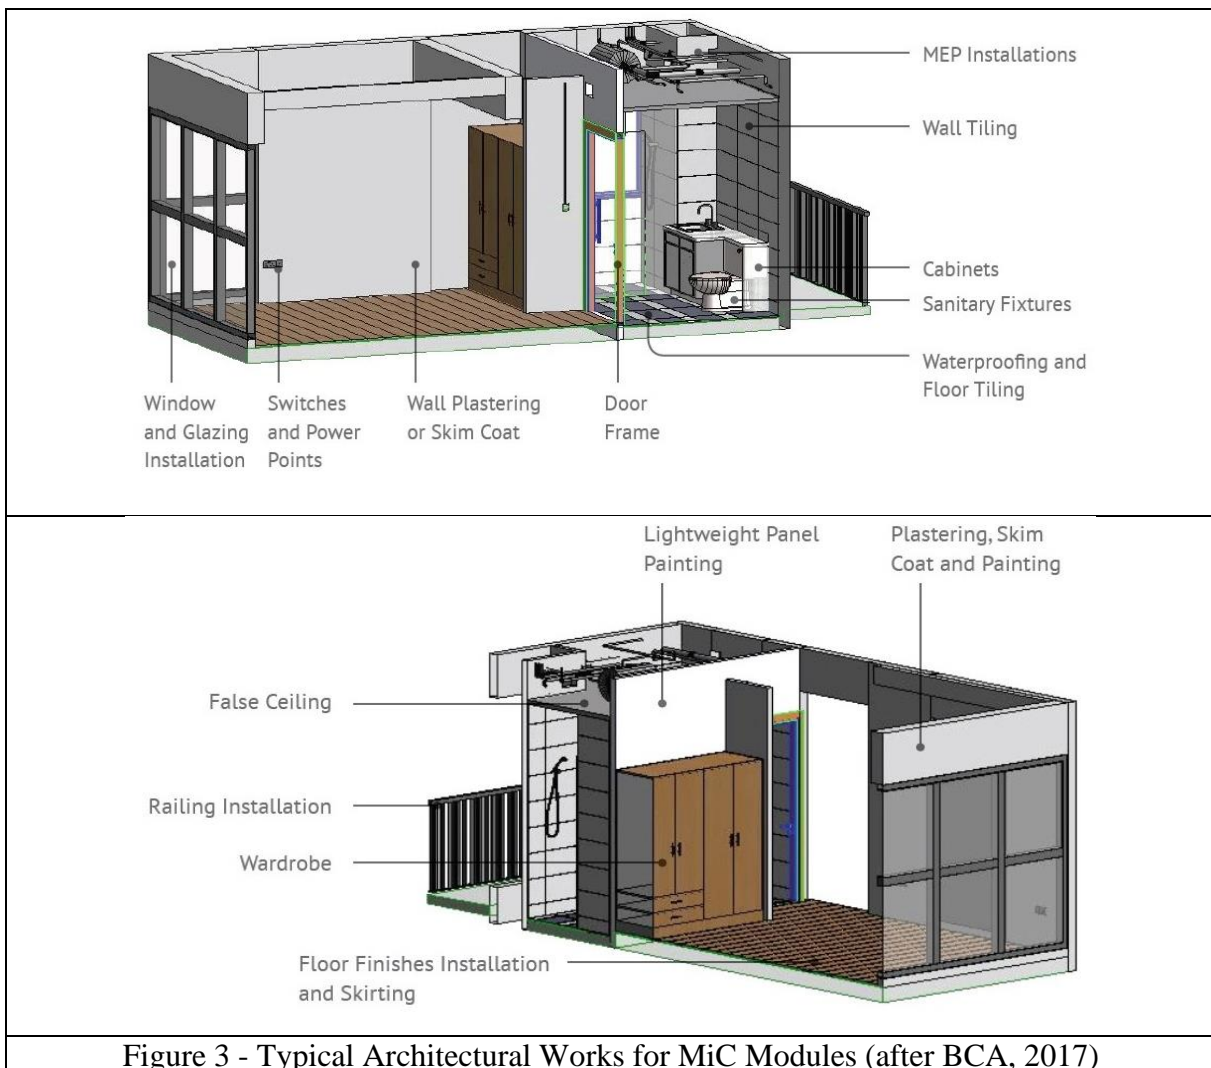 MEP Installations
Wall Tiling
Cabinets
Sanitary Fixtures
Waterproofing and
Floor Tiling
Window
and Glazing
Installation
Switches
and Power
Points
Wall Plastering
or Skim Coat
Door
Frame
Lightweight Panel
Painting
Plastering, Skim
Coat and Painting
False Ceiling
Railing Installation
Wardrobe
Floor Finishes Installation
and Skirting
Figure 3 - Typical Architectural Works for MiC Modules (after BCA, 2017)